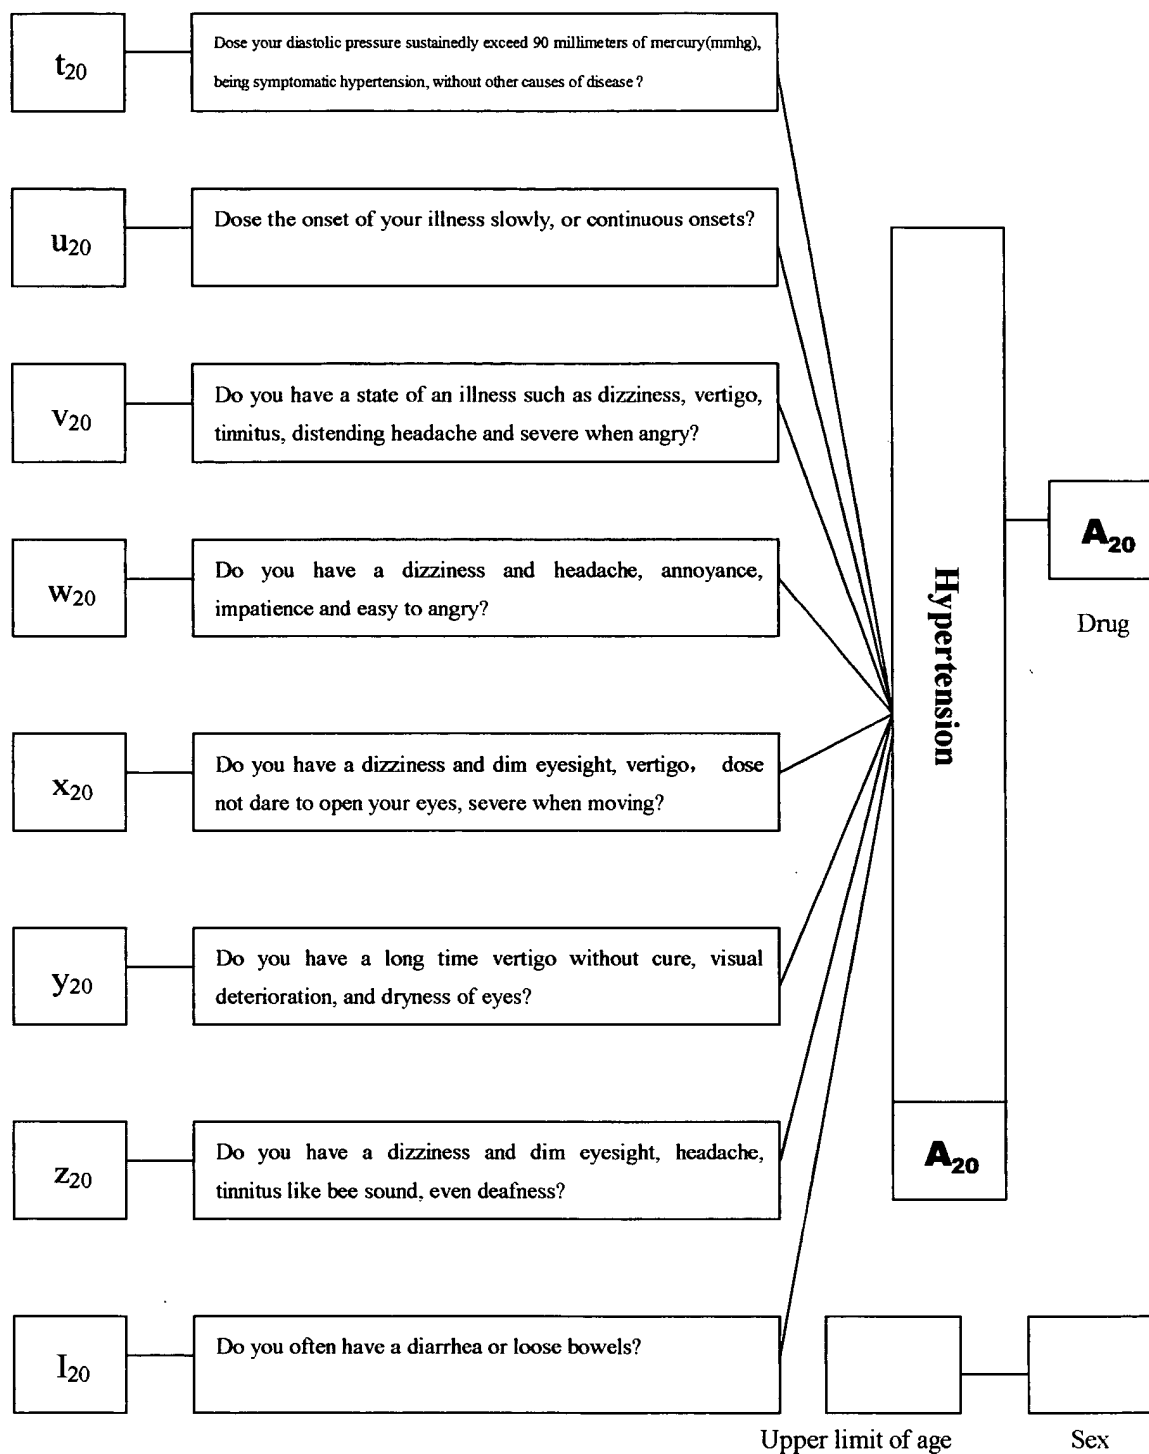 t20
Dose your diastolic pressure sustainedly exceed 90 millimeters of mercury(mmhg),
being symptomatic hypertension, without other causes of disease ?
u20
Dose the onset of your illness slowly, or continuous onsets?
v20
Do you have a state of an illness such as dizziness, vertigo,
tinnitus, distending headache and severe when angry?
w20
Do you have a dizziness and headache, annoyance,
impatience and easy to angry?
x20
Do you have a dizziness and dim eyesight, vertigo, dose
not dare to open your eyes, severe when moving?
y20
Do you have a long time vertigo without cure, visual
deterioration, and dryness of eyes?
z20
Do you have a dizziness and dim eyesight, headache,
tinnitus like bee sound, even deafness?
I20
Do you often have a diarrhea or loose bowels?
Hypertension
A20
A20
Drug
Upper limit of age
Sex